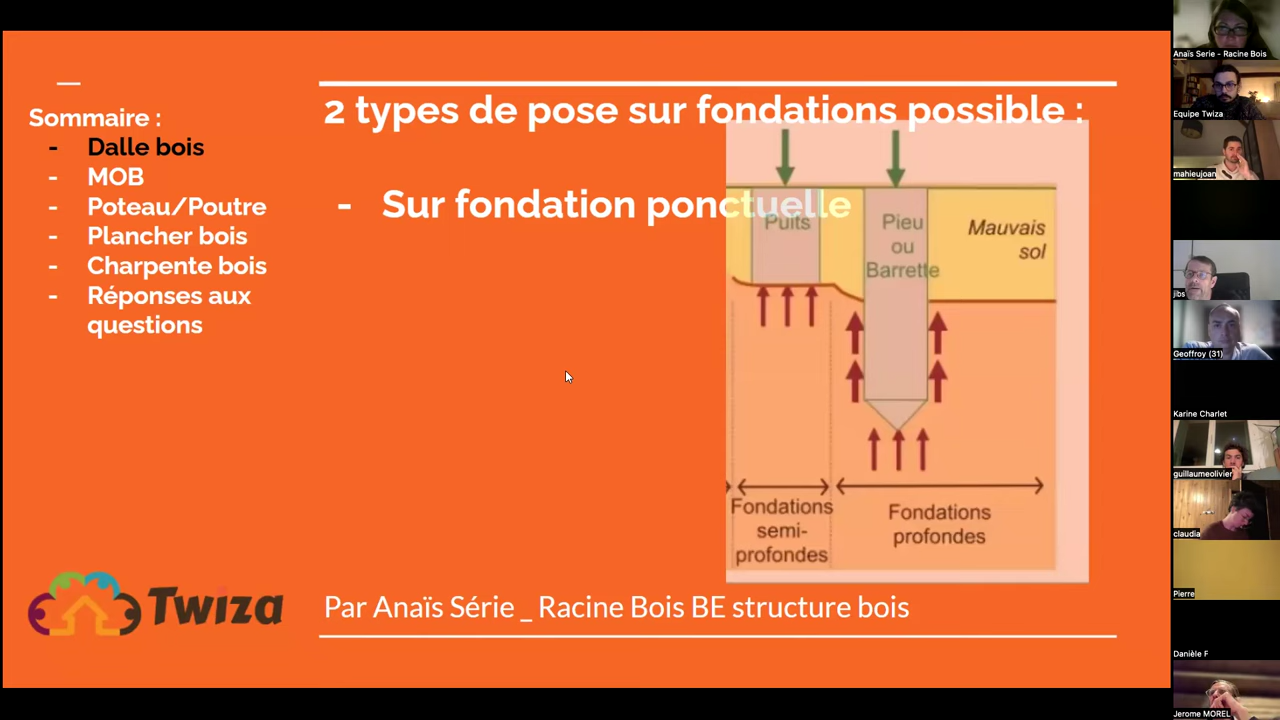 Sommaire :
- Dalle bois
- MOB
- Poteau/Poutre
- Plancher bois
- Charpente bois
- Réponses aux
questions
2 types de pose sur fondations possible :
- Sur fondation ponctuelle
Puits
Pieu
ou
Barrette
Mauvais
sol
Fondations
semi-
profondes
Fondations
profondes
Twiza
Par Anaïs Série _ Racine Bois BE structure bois
Anaïs Serie - Racine Bois
Equipe Twiza
mahieujoan
jibs
Geoffroy (31)
Karine Charlet
guillaumeolivier
claudia
Pierre
Danièle F
Jerome MOREL